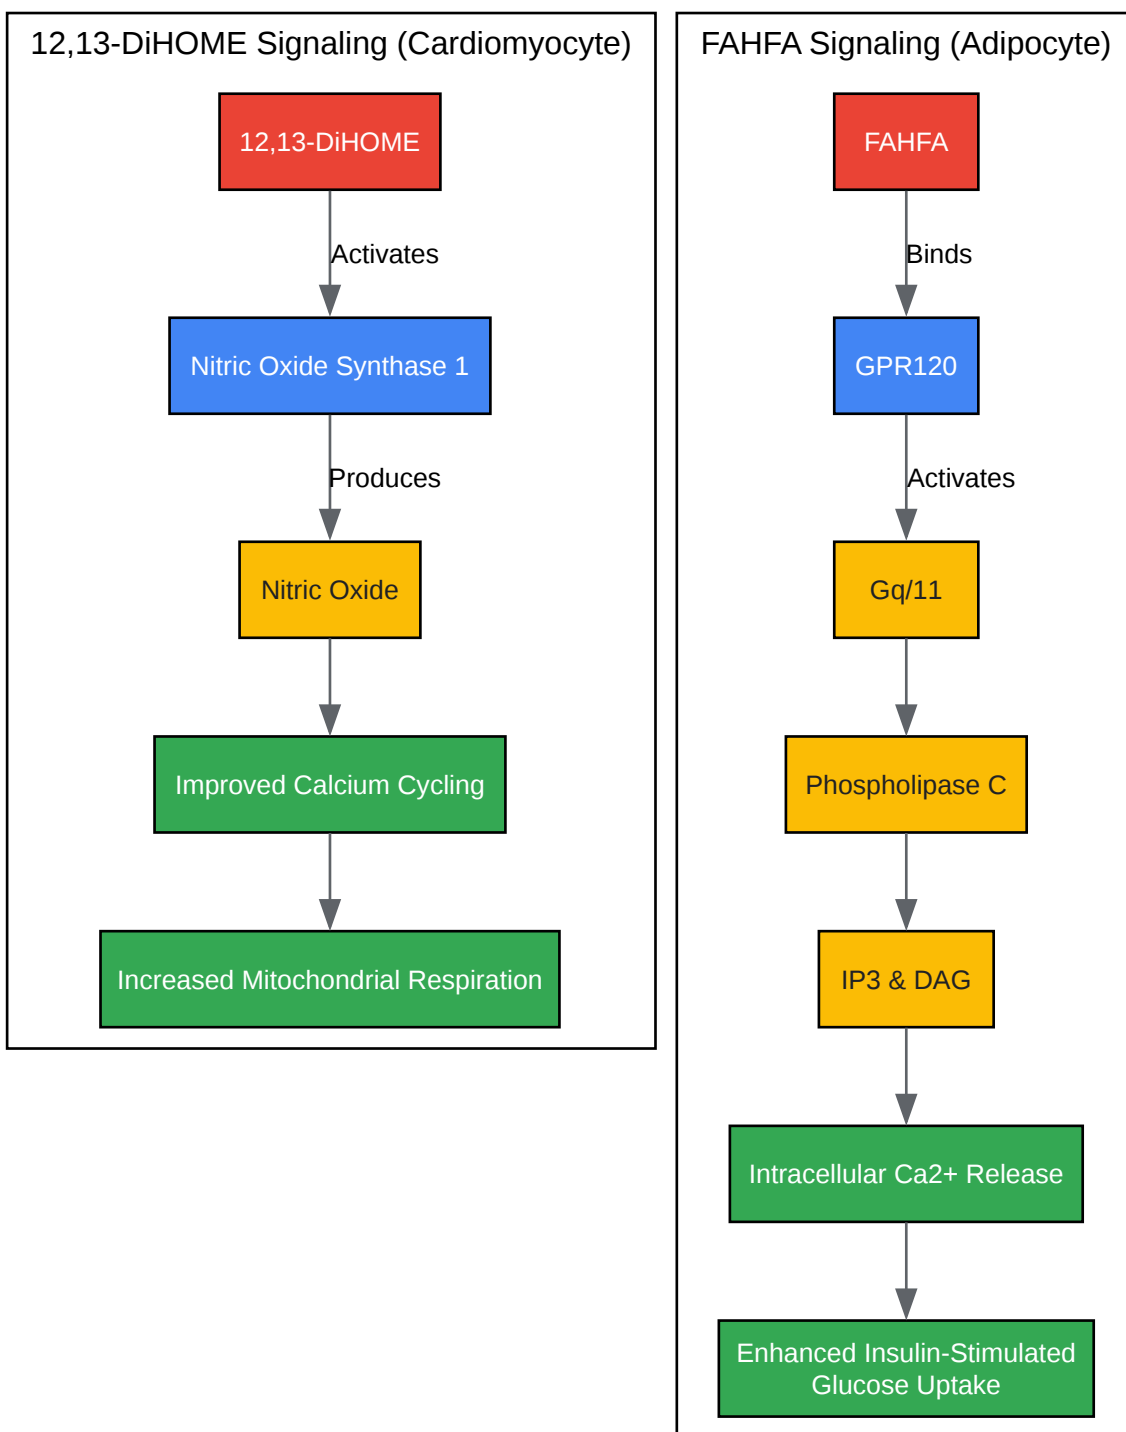 12,13-DiHOME Signaling (Cardiomyocyte)
12,13-DiHOME
Activates
Nitric Oxide Synthase 1
Produces
Nitric Oxide
Improved Calcium Cycling
Increased Mitochondrial Respiration
FAHFA Signaling (Adipocyte)
FAHFA
Binds
GPR120
Activates
Gq/11
Phospholipase C
IP3 & DAG
Intracellular Ca2+ Release
Enhanced Insulin-Stimulated
Glucose Uptake